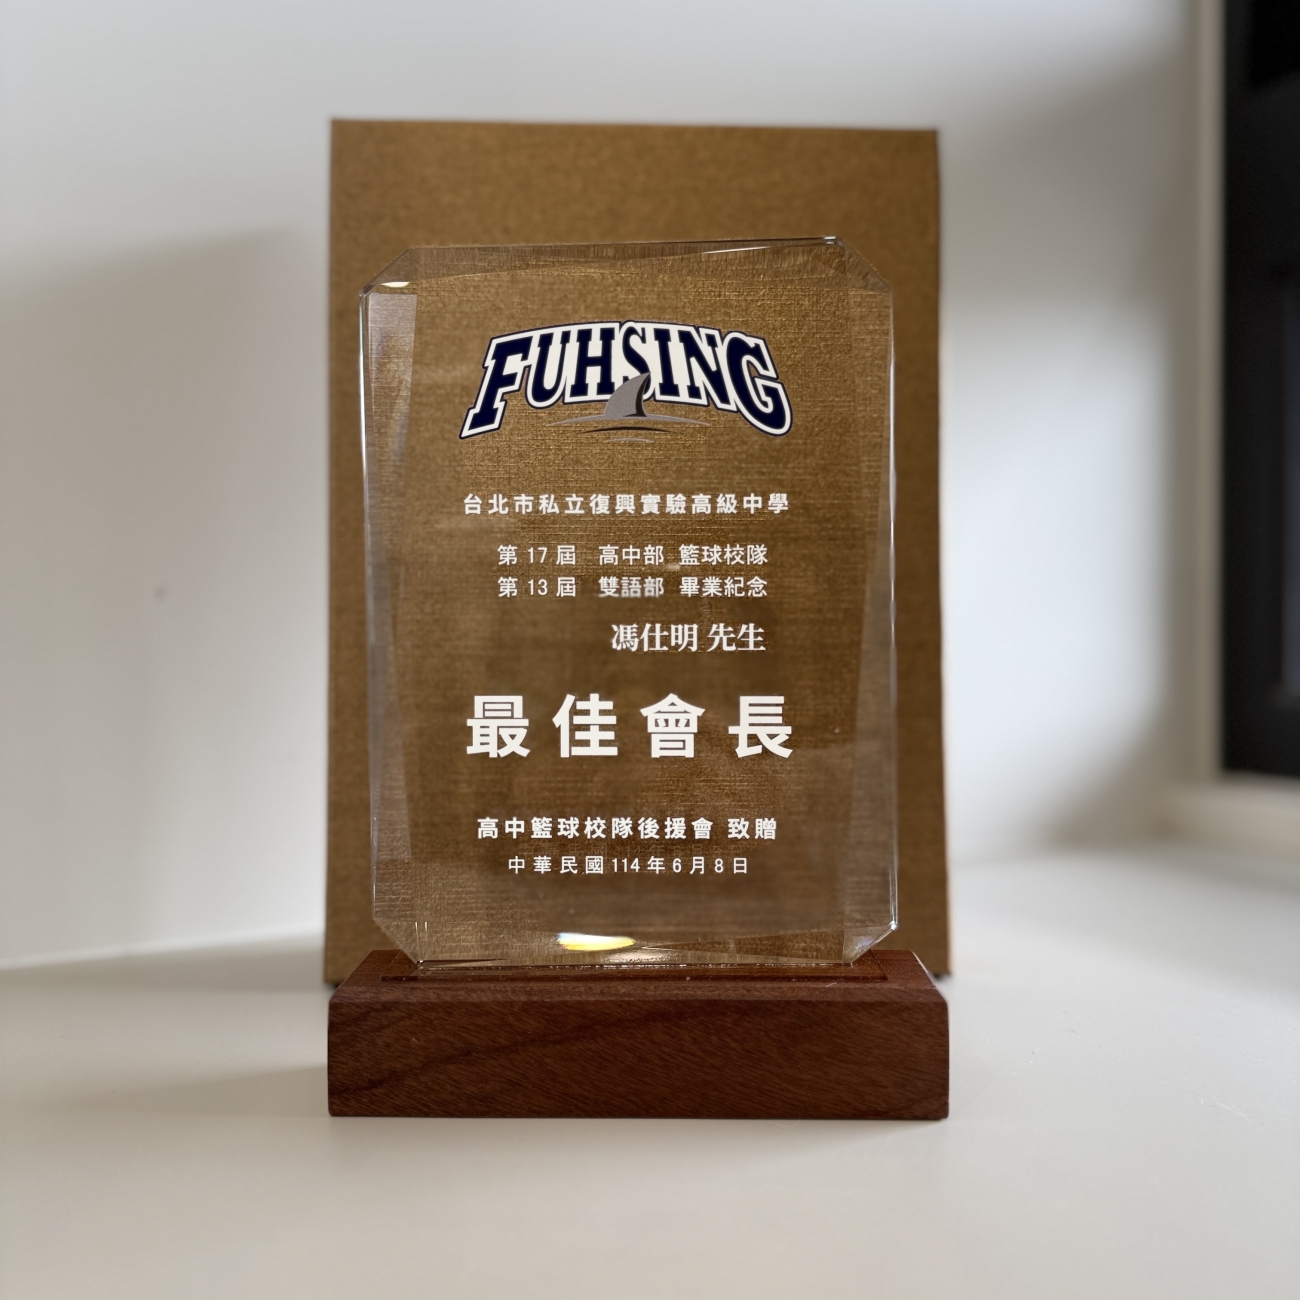 FUHSING
台北市私立復興實驗高級中學
第 17 屆 高中部 籃球校隊
第 13 屆 雙語部 畢業紀念
馮仕明 先生
最佳會長
高中籃球校隊後援會 致贈
中華民國 114 年 6 月 8 日